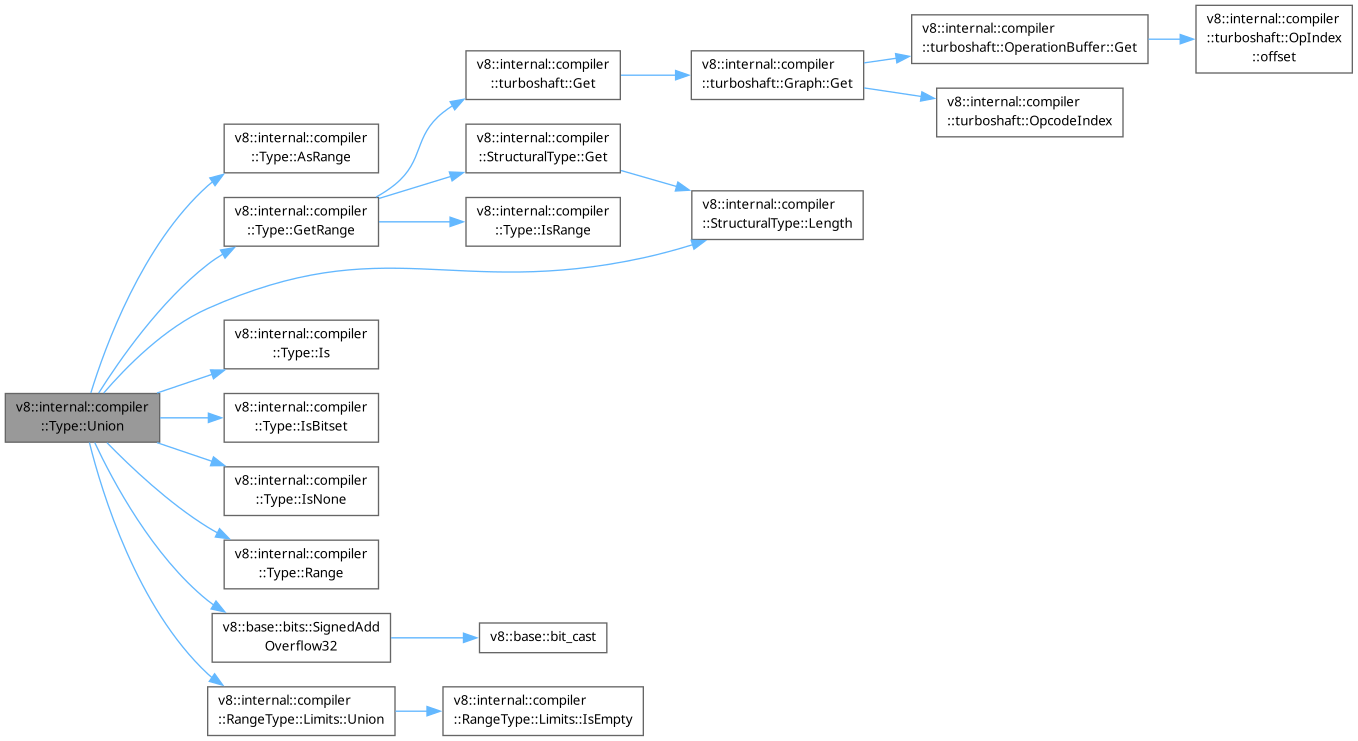 v8::internal::compiler
::Type::Union
v8::internal::compiler
::Type::AsRange
v8::internal::compiler
::Type::GetRange
v8::internal::compiler
::turboshaft::Get
v8::internal::compiler
::turboshaft::Graph::Get
v8::internal::compiler
::turboshaft::OperationBuffer::Get
v8::internal::compiler
::turboshaft::OpIndex
::offset
v8::internal::compiler
::turboshaft::OpcodeIndex
v8::internal::compiler
::StructuralType::Get
v8::internal::compiler
::StructuralType::Length
v8::internal::compiler
::Type::IsRange
v8::internal::compiler
::Type::Is
v8::internal::compiler
::Type::IsBitset
v8::internal::compiler
::Type::IsNone
v8::internal::compiler
::Type::Range
v8::base::bits::SignedAdd
Overflow32
v8::base::bit_cast
v8::internal::compiler
::RangeType::Limits::Union
v8::internal::compiler
::RangeType::Limits::IsEmpty